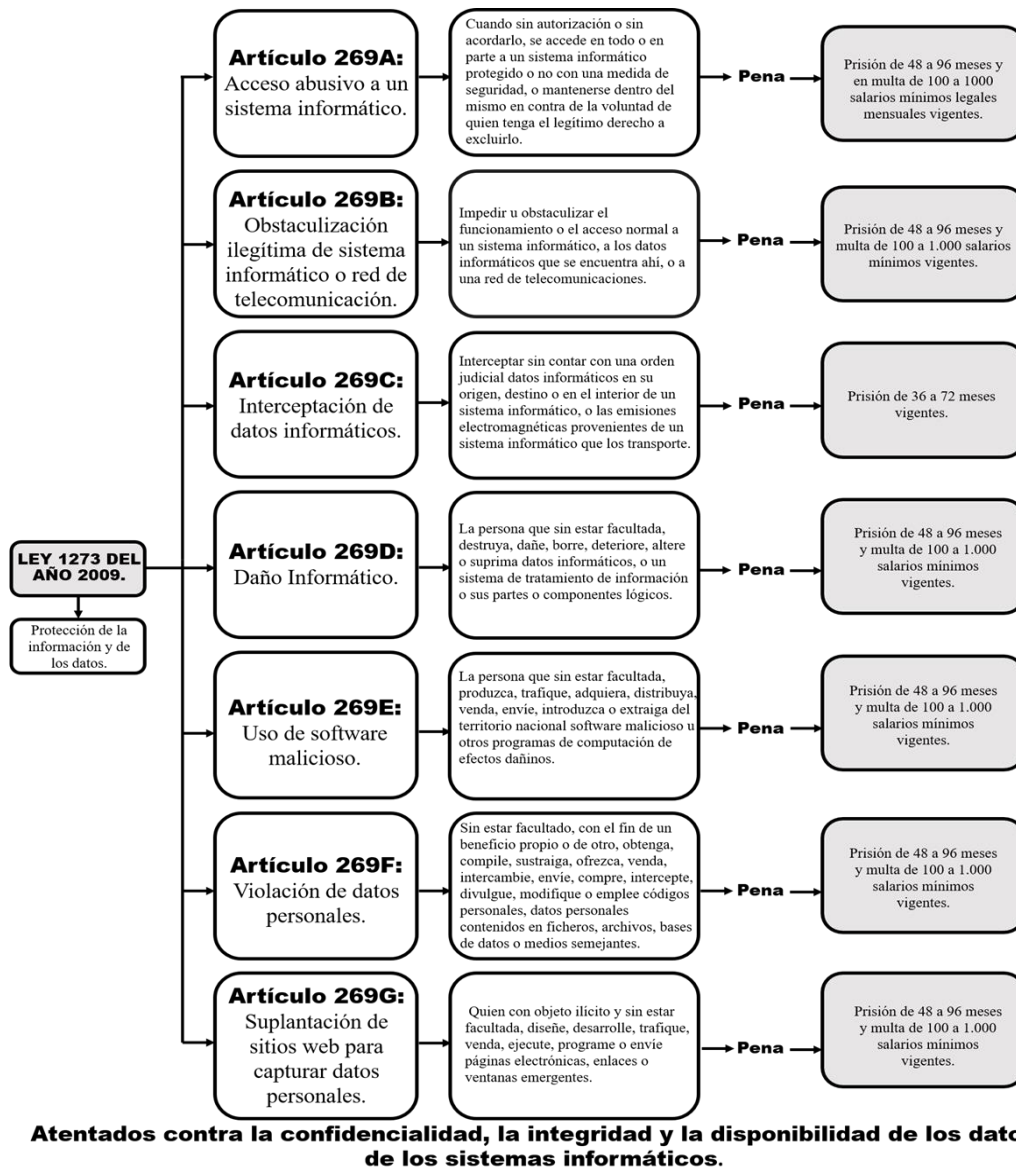 LEY 1273 DEL
AÑO 2009.
Protección de la
información y de
los datos.
Artículo 269A:
Acceso abusivo a un
sistema informático.
Cuando sin autorización o sin
acordarlo, se accede en todo o en
parte a un sistema informático
protegido o no con una medida de
seguridad, o mantenerse dentro del
mismo en contra de la voluntad de
quien tenga el legítimo derecho a
excluirlo.
Pena
Prisión de 48 a 96 meses y
en multa de 100 a 1000
salarios mínimos legales
mensuales vigentes.
Artículo 269B:
Obstaculización
ilegítima de sistema
informático o red de
telecomunicación.
Impedir u obstaculizar el
funcionamiento o el acceso normal a
un sistema informático, a los datos
informáticos que se encuentra ahí, o a
una red de telecomunicaciones.
Pena
Prisión de 48 a 96 meses y
multa de 100 a 1.000 salarios
mínimos vigentes.
Artículo 269C:
Interceptación de
datos informáticos.
Interceptar sin contar con una orden
judicial datos informáticos en su
origen, destino o en el interior de un
sistema informático, o las emisiones
electromagnéticas provenientes de un
sistema informático que los transporte.
Pena
Prisión de 36 a 72 meses
vigentes.
Artículo 269D:
Daño Informático.
La persona que sin estar facultada,
destruya, dañe, borre, deteriore, altere
o suprima datos informáticos, o un
sistema de tratamiento de información
o sus partes o componentes lógicos.
Pena
Prisión de 48 a 96 meses
y multa de 100 a 1.000
salarios mínimos
vigentes.
Artículo 269E:
Uso de software
malicioso.
La persona que sin estar facultada,
produzca, trafique, adquiera, distribuya,
venda, envíe, introduzca o extraiga del
territorio nacional software malicioso u
otros programas de computación de
efectos dañinos.
Pena
Prisión de 48 a 96 meses
y multa de 100 a 1.000
salarios mínimos
vigentes.
Artículo 269F:
Violación de datos
personales.
Sin estar facultado, con el fin de un
beneficio propio o de otro, obtenga,
compile, sustraiga, ofrezca, venda,
intercambie, envíe, compre, intercepte,
divulgue, modifique o emplee códigos
personales, datos personales
contenidos en ficheros, archivos, bases
de datos o medios semejantes.
Pena
Prisión de 48 a 96 meses
y multa de 100 a 1.000
salarios mínimos
vigentes.
Artículo 269G:
Suplantación de
sitios web para
capturar datos
personales.
Quien con objeto ilícito y sin estar
facultada, diseñe, desarrolle, trafique,
venda, ejecute, programe o envíe
páginas electrónicas, enlaces o
ventanas emergentes.
Pena
Prisión de 48 a 96 meses
y multa de 100 a 1.000
salarios mínimos
vigentes.
Atentados contra la confidencialidad, la integridad y la disponibilidad de los dato
de los sistemas informáticos.